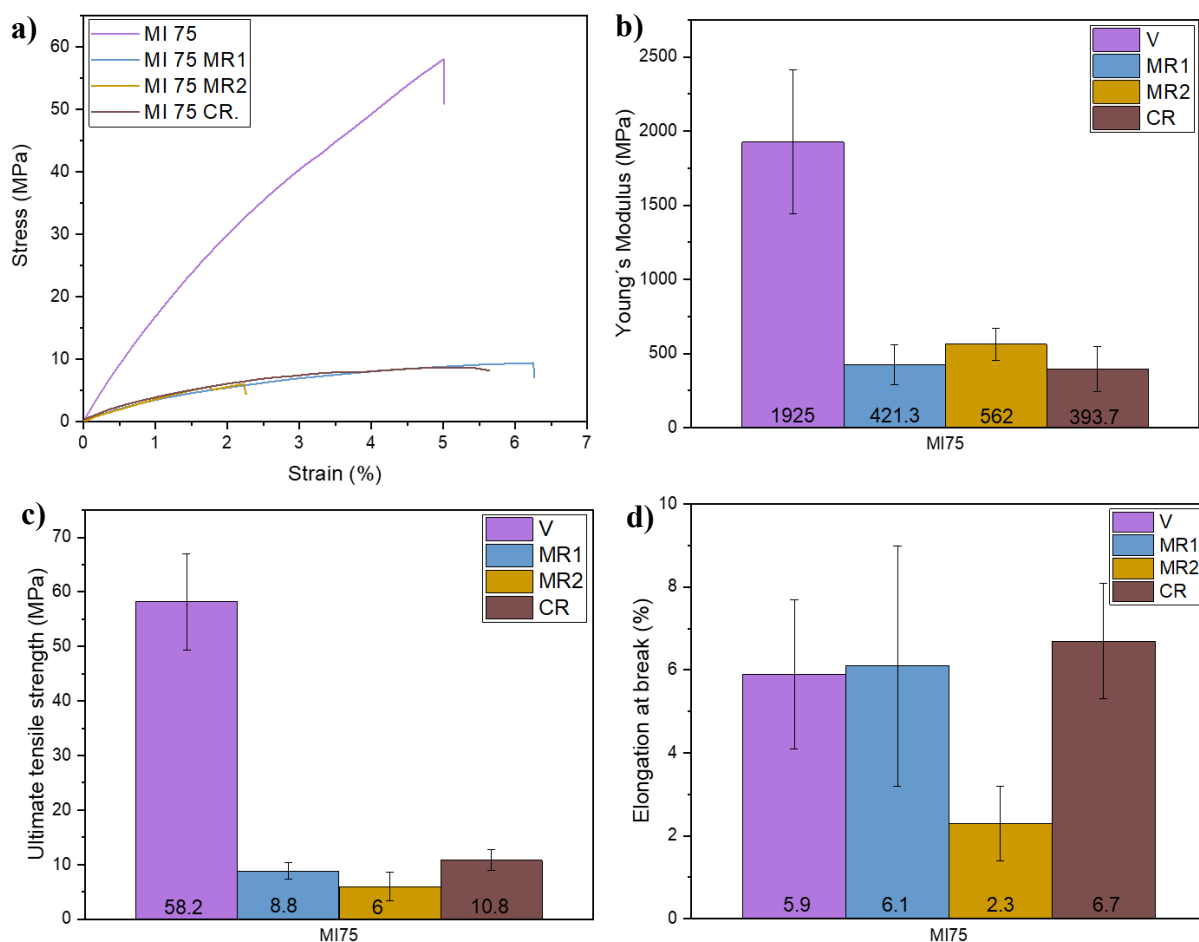 a)
MI 75
MI 75 MR1
MI 75 MR2
MI 75 CR.
60
50
40
30
20
10
0
Stress (MPa)
0 1 2 3 4 5 6 7
Strain (%)
b)
V
MR1
MR2
CR
2500
2000
1500
1000
500
0
Young´s Modulus (MPa)
1925 421.3 562 393.7
MI75
c)
V
MR1
MR2
CR
70
60
50
40
30
20
10
0
Ultimate tensile strength (MPa)
58.2 8.8 6 10.8
MI75
d)
V
MR1
MR2
CR
10
8
6
4
2
0
Elongation at break (%)
5.9 6.1 2.3 6.7
MI75